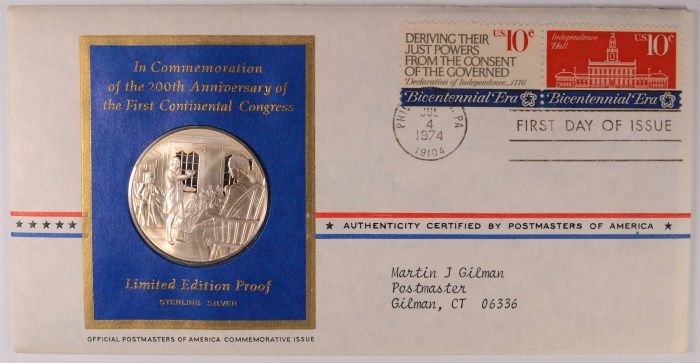 In Commemoration
of the 200th Anniversary of
the First Continental Congress
Limited Edition Proof
STERLING SILVER
OFFICIAL POSTMASTERS OF AMERICA COMMEMORATIVE ISSUE
DERIVING THEIR
JUST POWERS
FROM THE CONSENT
OF THE GOVERNED
Declaration of Independence, 1776
U.S. 10c
Bicentennial Era
Independence
Hall
U.S. 10c
Bicentennial Era
PA
JUL
4
1974
19104
FIRST DAY OF ISSUE
★ AUTHENTICITY CERTIFIED BY POSTMASTERS OF AMERICA ★
Martin J Gilman
Postmaster
Gilman, CT 06336